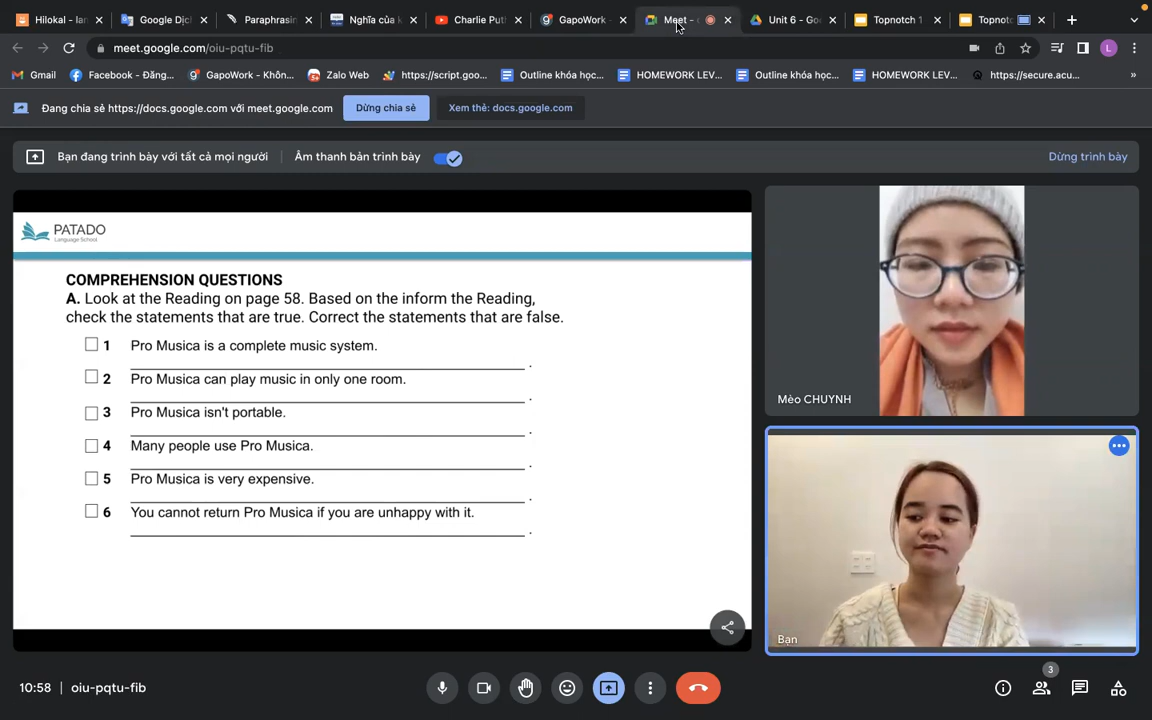 Hilokal - lan
Google Dịc
Paraphrasin
Nghĩa của k
Charlie Puth
GapoWork
Meet -
Unit 6 - Goo
Topnotch 1
Topno
meet.google.com/oiu-pqtu-fib
L
Gmail
Facebook - Đăng...
GapoWork - Khôn...
Zalo Web
https://script.goo...
Outline khóa học...
HOMEWORK LEV...
Outline khóa học...
HOMEWORK LEV...
https://secure.acu...
»
Đang chia sẻ https://docs.google.com với meet.google.com
Dừng chia sẻ
Xem thẻ: docs.google.com
Bạn đang trình bày với tất cả mọi người
Âm thanh bản trình bày
Dừng trình bày
PATADO
Language School
COMPREHENSION QUESTIONS
A. Look at the Reading on page 58. Based on the inform the Reading,
check the statements that are true. Correct the statements that are false.
1 Pro Musica is a complete music system.
.
2 Pro Musica can play music in only one room.
.
3 Pro Musica isn't portable.
.
4 Many people use Pro Musica.
.
5 Pro Musica is very expensive.
.
6 You cannot return Pro Musica if you are unhappy with it.
.
Mèo CHUYNH
Bạn
10:58 | oiu-pqtu-fib
3